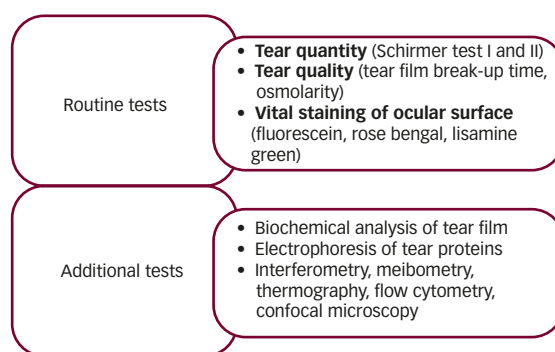 Routine tests
• Tear quantity (Schirmer test I and II)
• Tear quality (tear film break-up time,
osmolarity)
• Vital staining of ocular surface
(fluorescein, rose bengal, lisamine
green)
Additional tests
• Biochemical analysis of tear film
• Electrophoresis of tear proteins
• Interferometry, meibometry,
thermography, flow cytometry,
confocal microscopy